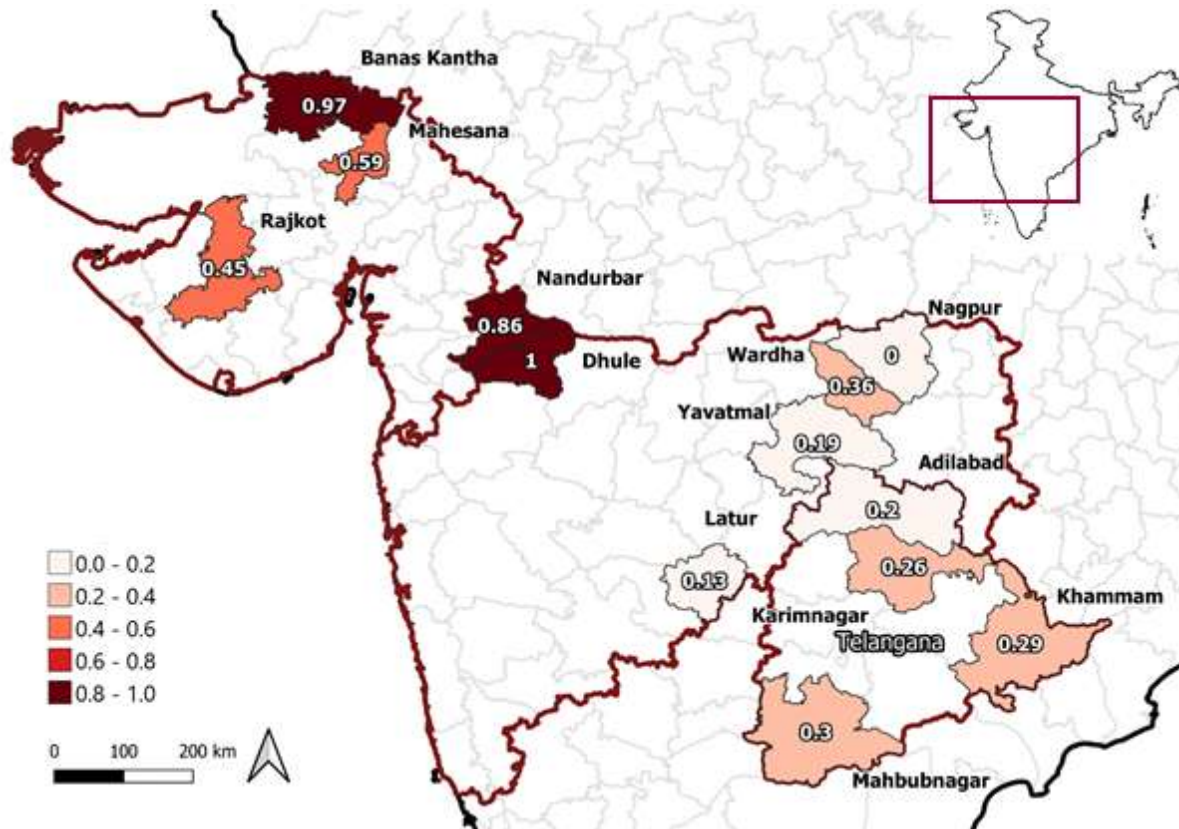 Banas Kantha
0.97
Mahesana
0.59
Rajkot
0.45
Nandurbar
0.86
1
Dhule
Nagpur
Wardha
0
0.36
Yavatmal
0.19
Adilabad
0.2
Latur
0.13
0.26
Karimnagar
Khammam
Telangana
0.29
0.3
Mahbubnagar
0.0 - 0.2
0.2 - 0.4
0.4 - 0.6
0.6 - 0.8
0.8 - 1.0
0 100 200 km